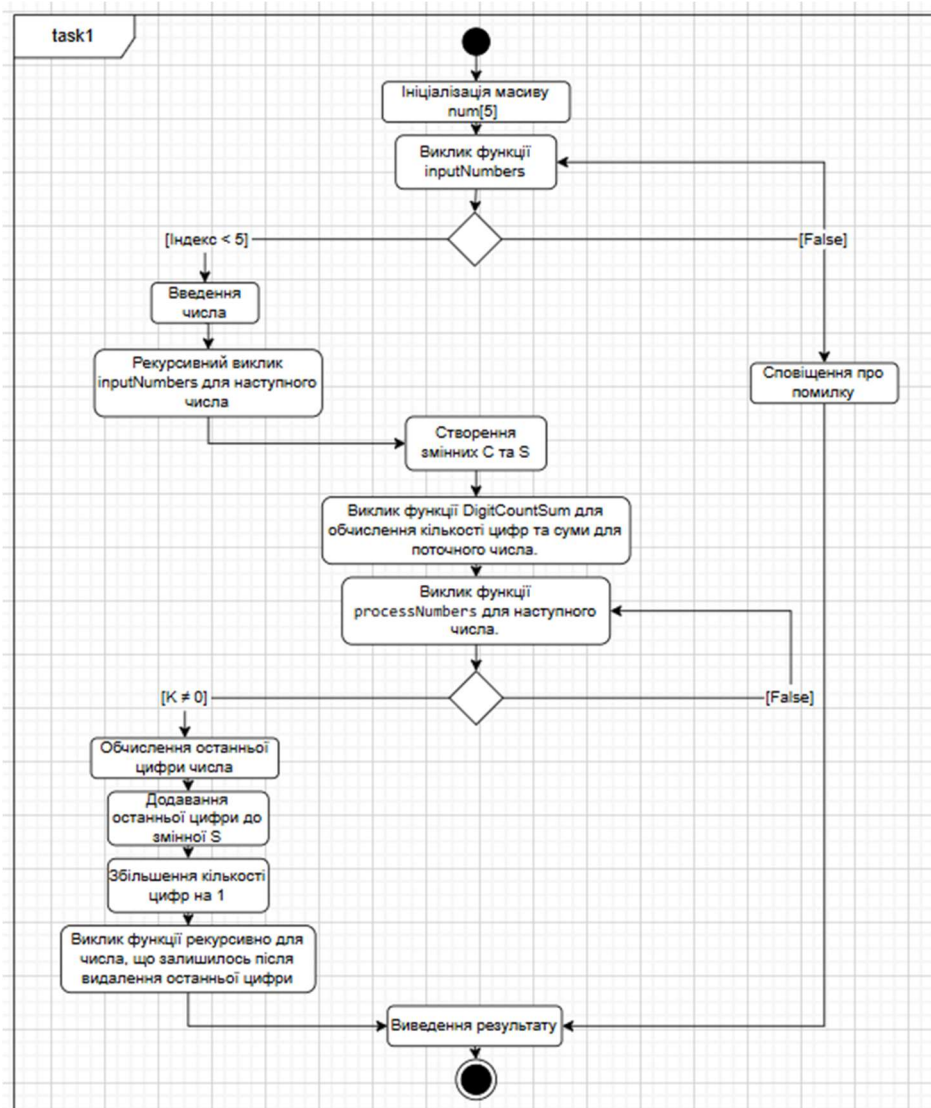 task1
Ініціалізація масиву
num[5]
Виклик функції
inputNumbers
[Індекс < 5]
[False]
Введення
числа
Рекурсивний виклик
inputNumbers для наступного
числа
Сповіщення про
помилку
Створення
змінних C та S
Виклик функції DigitCountSum для
обчислення кількості цифр та суми для
поточного числа.
Виклик функції
processNumbers для наступного
числа.
[K ≠ 0]
[False]
Обчислення останньої
цифри числа
Додавання
останньої цифри до
змінної S
Збільшення кількості
цифр на 1
Виклик функції рекурсивно для
числа, що залишилось після
видалення останньої цифри
Виведення результату